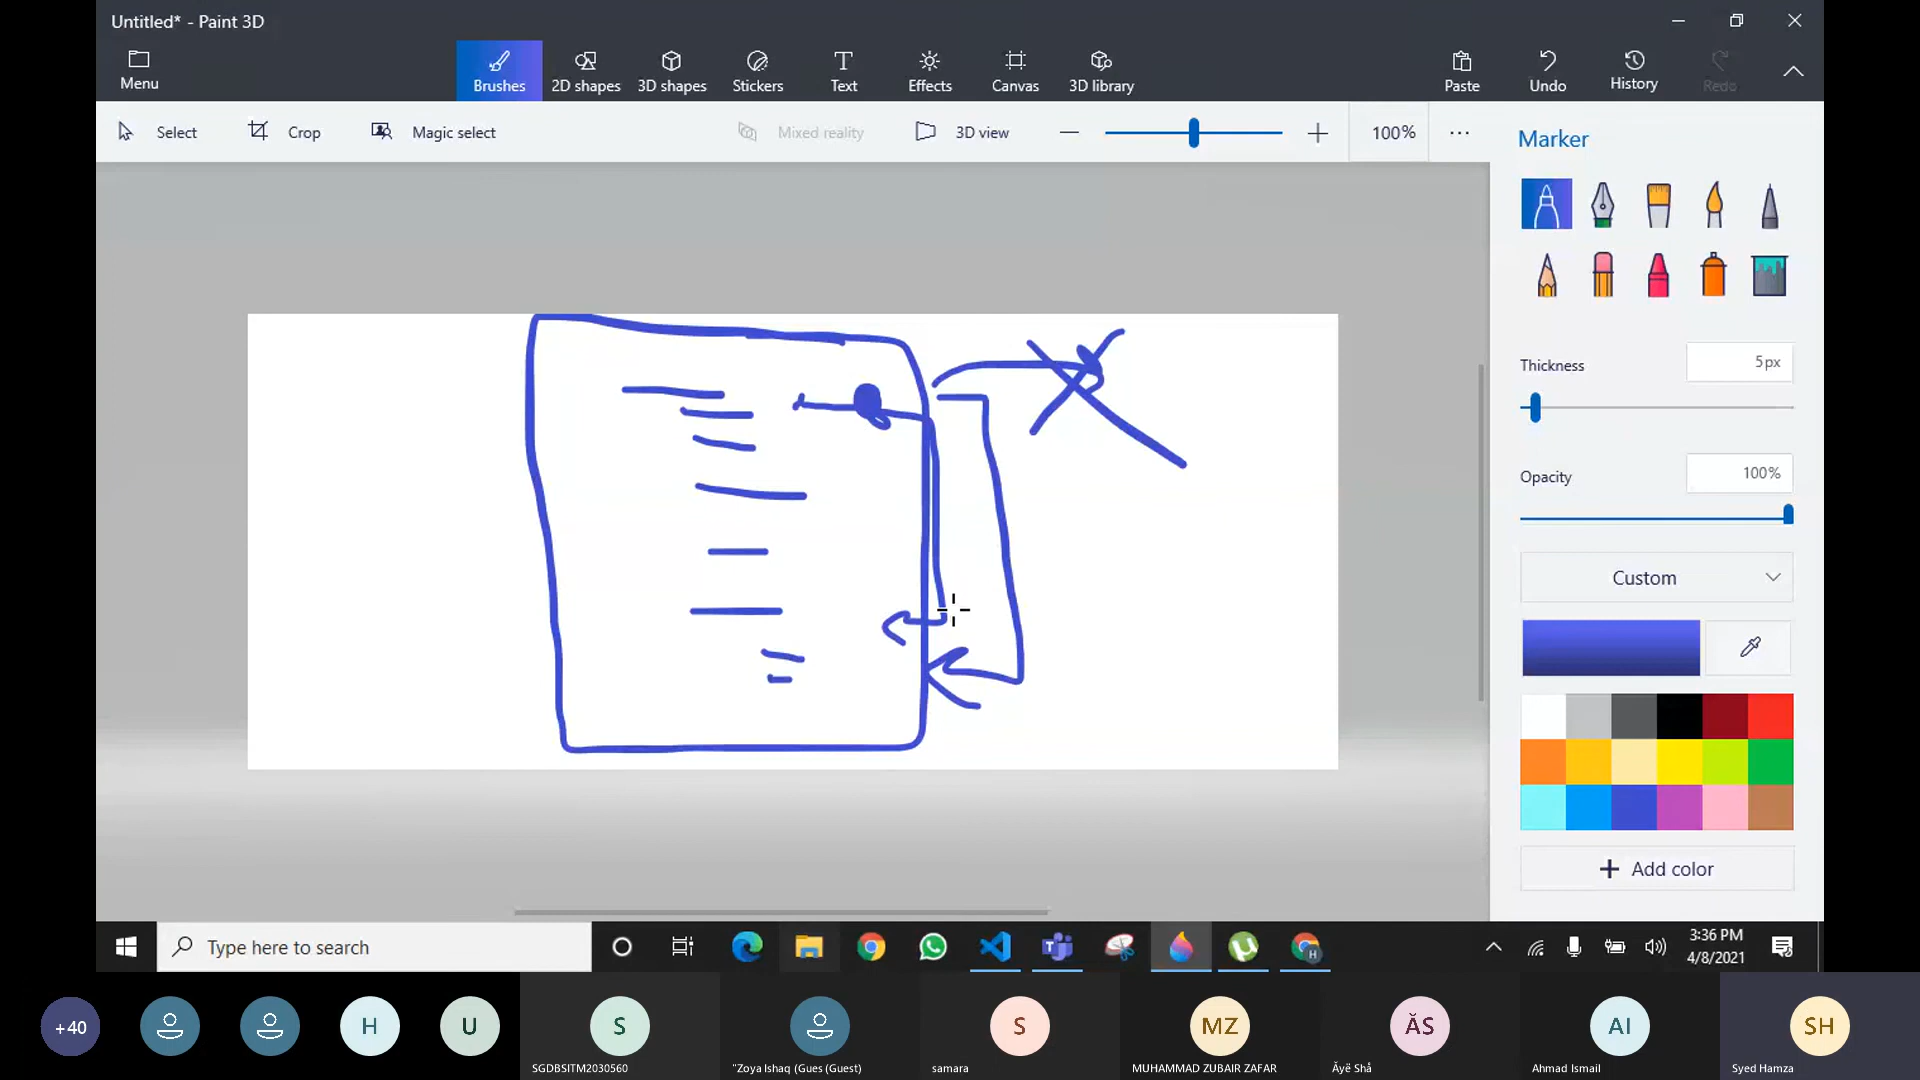 Untitled* - Paint 3D
Menu
Brushes
2D shapes
3D shapes
Stickers
Text
Effects
Canvas
3D library
Paste
Undo
History
Redo
Select
Crop
Magic select
Mixed reality
3D view
100%
Marker
Thickness
5px
Opacity
100%
Custom
Add color
Type here to search
3:36 PM
4/8/2021
+40
H
U
S
SGDBSITM2030560
"Zoya Ishaq (Gues (Guest)
S
samara
MZ
MUHAMMAD ZUBAIR ZAFAR
ĂS
Ăyë Shå
AI
Ahmad Ismail
SH
Syed Hamza